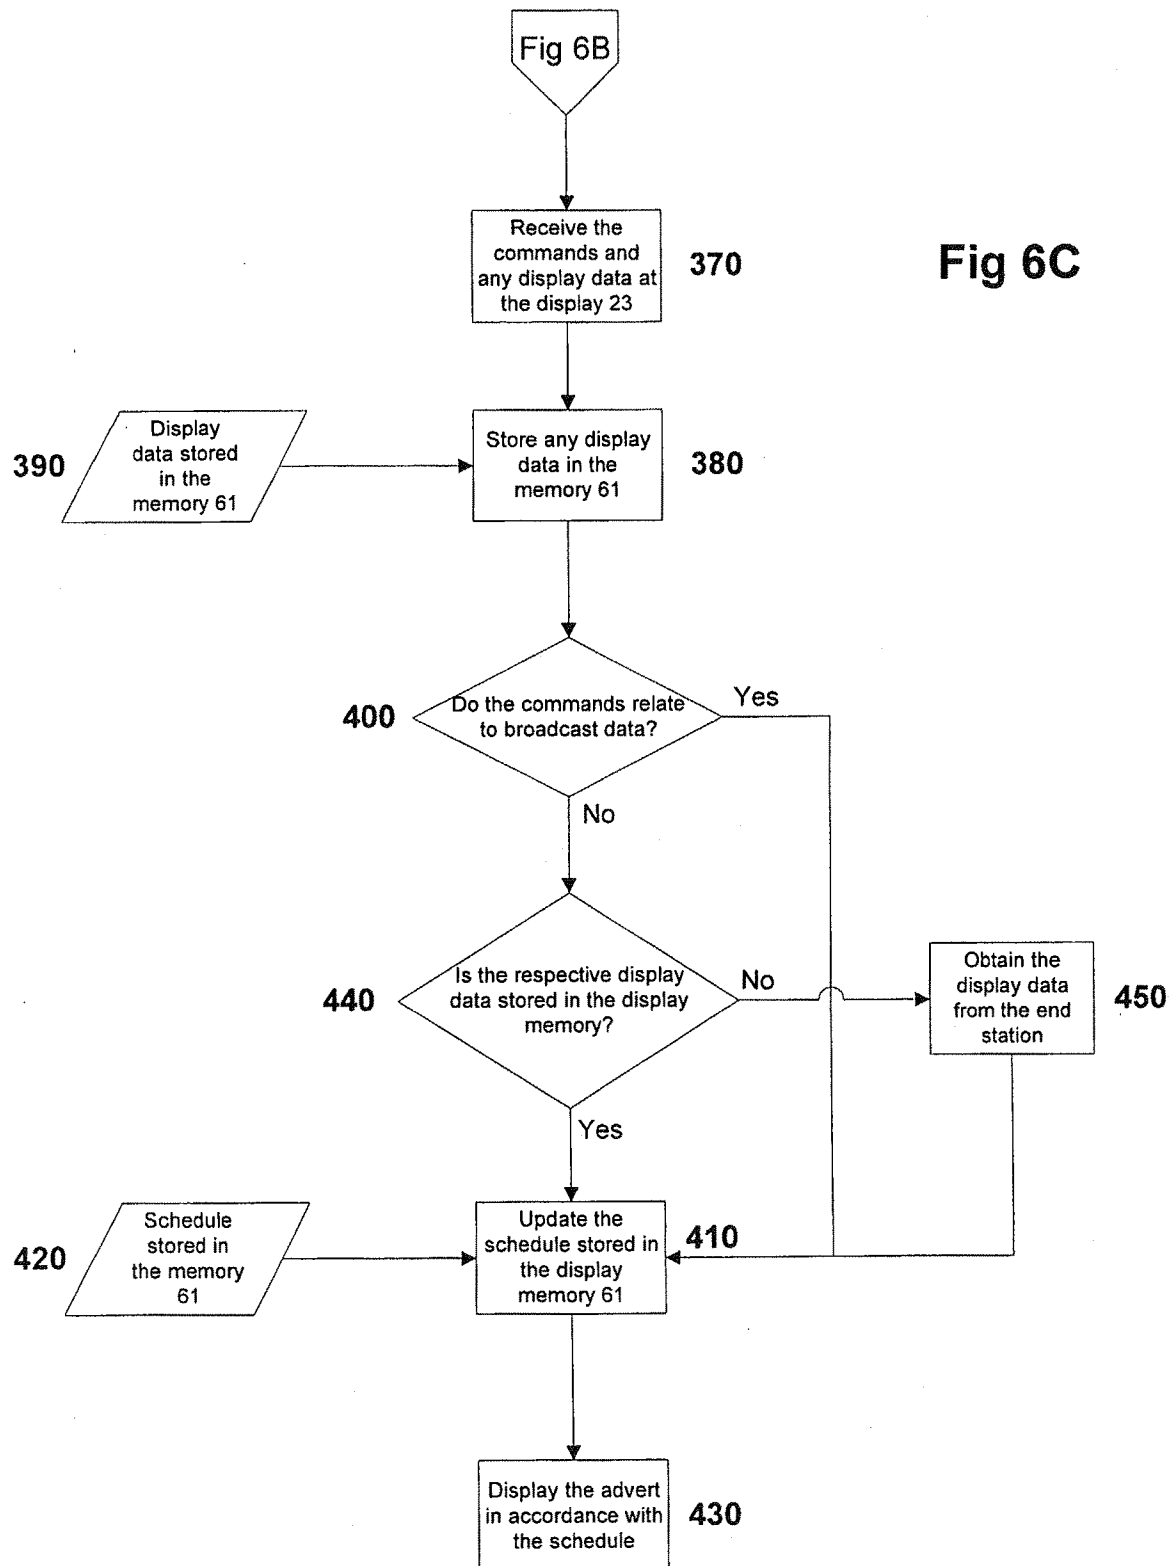 Fig 6B
Receive the
commands and
any display data at
the display 23
370
Fig 6C
390
Display
data stored
in the
memory 61
Store any display
data in the
memory 61
380
400
Do the commands relate
to broadcast data?
Yes
No
440
Is the respective display
data stored in the display
memory?
No
Obtain the
display data
from the end
station
450
Yes
420
Schedule
stored in
the memory
61
Update the
schedule stored in
the display
memory 61
410
Display the advert
in accordance with
the schedule
430